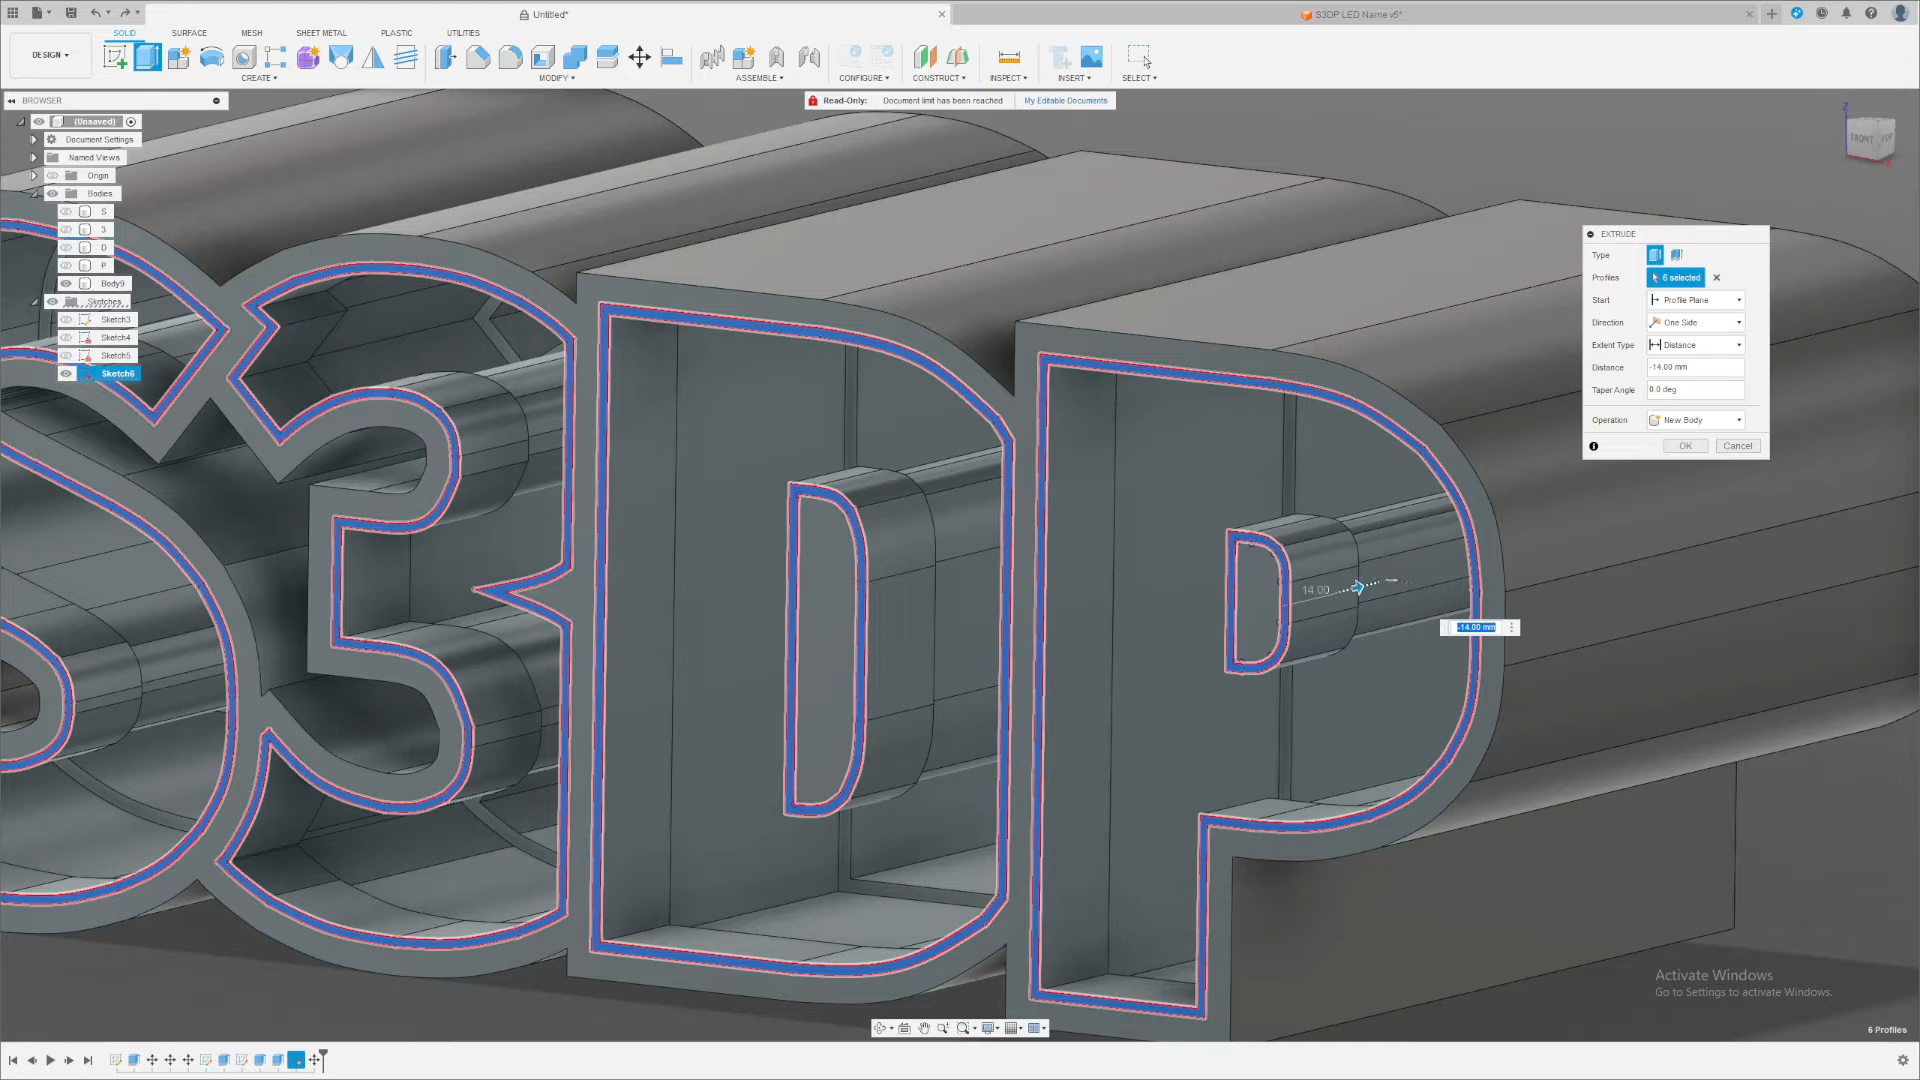 Untitled*
S3DP LED Name v5*
DESIGN
SOLID
SURFACE
MESH
SHEET METAL
PLASTIC
UTILITIES
CREATE
MODIFY
ASSEMBLE
CONFIGURE
CONSTRUCT
INSPECT
INSERT
SELECT
BROWSER
Read-Only: Document limit has been reached My Editable Documents
(Unsaved)
Document Settings
Named Views
Origin
Bodies
S
3
D
P
Body9
Sketches
Sketch3
Sketch4
Sketch5
Sketch6
Z
FRONT
TOP
X
EXTRUDE
Type
Profiles 6 selected
Start Profile Plane
Direction One Side
Extent Type Distance
Distance -14.00 mm
Taper Angle 0.0 deg
Operation New Body
OK Cancel
14.00
-14.00 mm
Activate Windows
Go to Settings to activate Windows.
6 Profiles